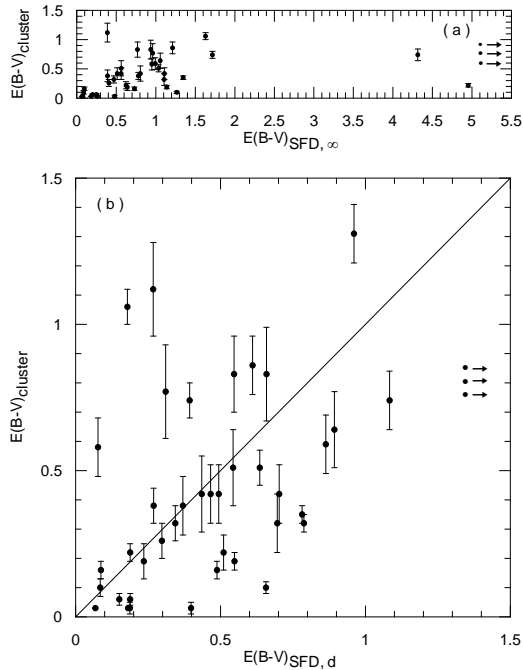 1.5
1
0.5
0
E(B-V)cluster
( a )
0 0.5 1 1.5 2 2.5 3 3.5 4 4.5 5 5.5
E(B-V)SFD, ∞
1.5
1
0.5
0
E(B-V)cluster
( b )
0 0.5 1 1.5
E(B-V)SFD, d